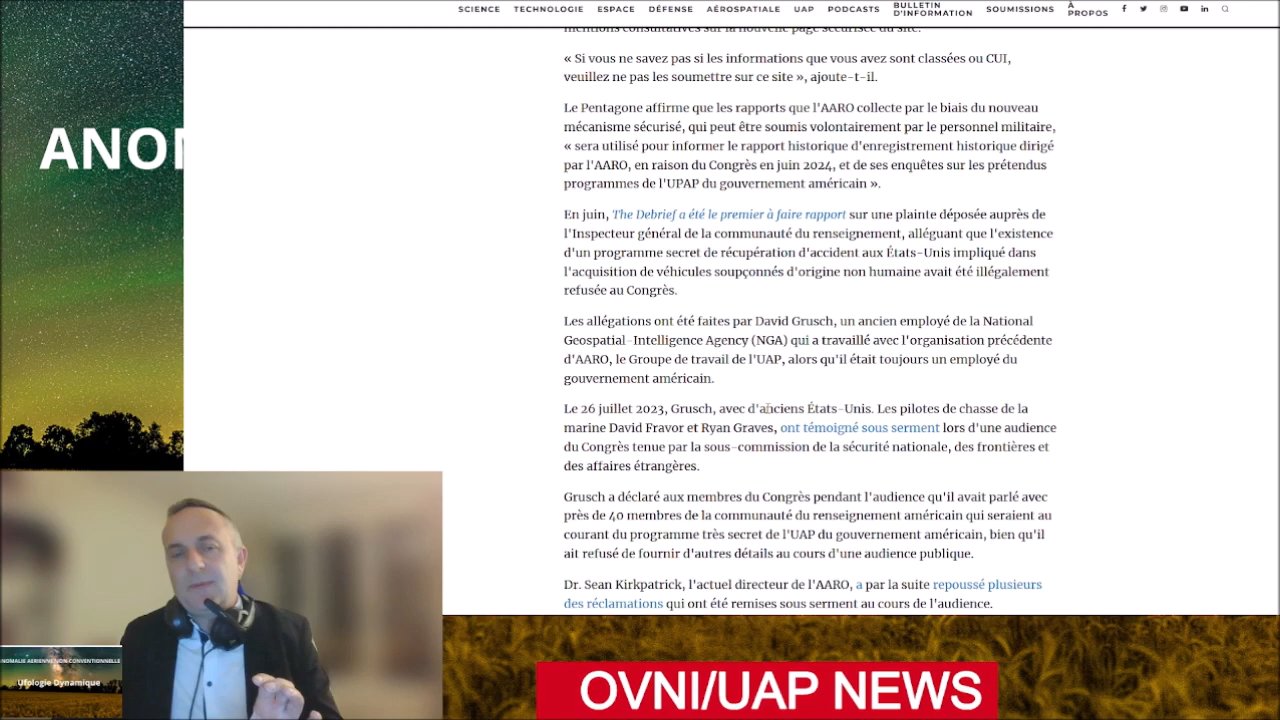 SCIENCE TECHNOLOGIE ESPACE DÉFENSE AÉROSPATIALE UAP PODCASTS BULLETIN D'INFORMATION SOUMISSIONS À PROPOS
mentions consultatives sur la nouvelle page sécurisée du site.
« Si vous ne savez pas si les informations que vous avez sont classées ou CUI,
veuillez ne pas les soumettre sur ce site », ajoute-t-il.
Le Pentagone affirme que les rapports que l'AARO collecte par le biais du nouveau
mécanisme sécurisé, qui peut être soumis volontairement par le personnel militaire,
« sera utilisé pour informer le rapport historique d'enregistrement historique dirigé
par l'AARO, en raison du Congrès en juin 2024, et de ses enquêtes sur les prétendus
programmes de l'UPAP du gouvernement américain ».
En juin, The Debrief a été le premier à faire rapport sur une plainte déposée auprès de
l'Inspecteur général de la communauté du renseignement, alléguant que l'existence
d'un programme secret de récupération d'accident aux États-Unis impliqué dans
l'acquisition de véhicules soupçonnés d'origine non humaine avait été illégalement
refusée au Congrès.
Les allégations ont été faites par David Grusch, un ancien employé de la National
Geospatial-Intelligence Agency (NGA) qui a travaillé avec l'organisation précédente
d'AARO, le Groupe de travail de l'UAP, alors qu'il était toujours un employé du
gouvernement américain.
Le 26 juillet 2023, Grusch, avec d'anciens États-Unis. Les pilotes de chasse de la
marine David Fravor et Ryan Graves, ont témoigné sous serment lors d'une audience
du Congrès tenue par la sous-commission de la sécurité nationale, des frontières et
des affaires étrangères.
Grusch a déclaré aux membres du Congrès pendant l'audience qu'il avait parlé avec
près de 40 membres de la communauté du renseignement américain qui seraient au
courant du programme très secret de l'UAP du gouvernement américain, bien qu'il
ait refusé de fournir d'autres détails au cours d'une audience publique.
Dr. Sean Kirkpatrick, l'actuel directeur de l'AARO, a par la suite repoussé plusieurs
des réclamations qui ont été remises sous serment au cours de l'audience.
ANOM
ANOMALIE AERIENNE NON CONVENTIONNELLE
Ufologie Dynamique
OVNI/UAP NEWS